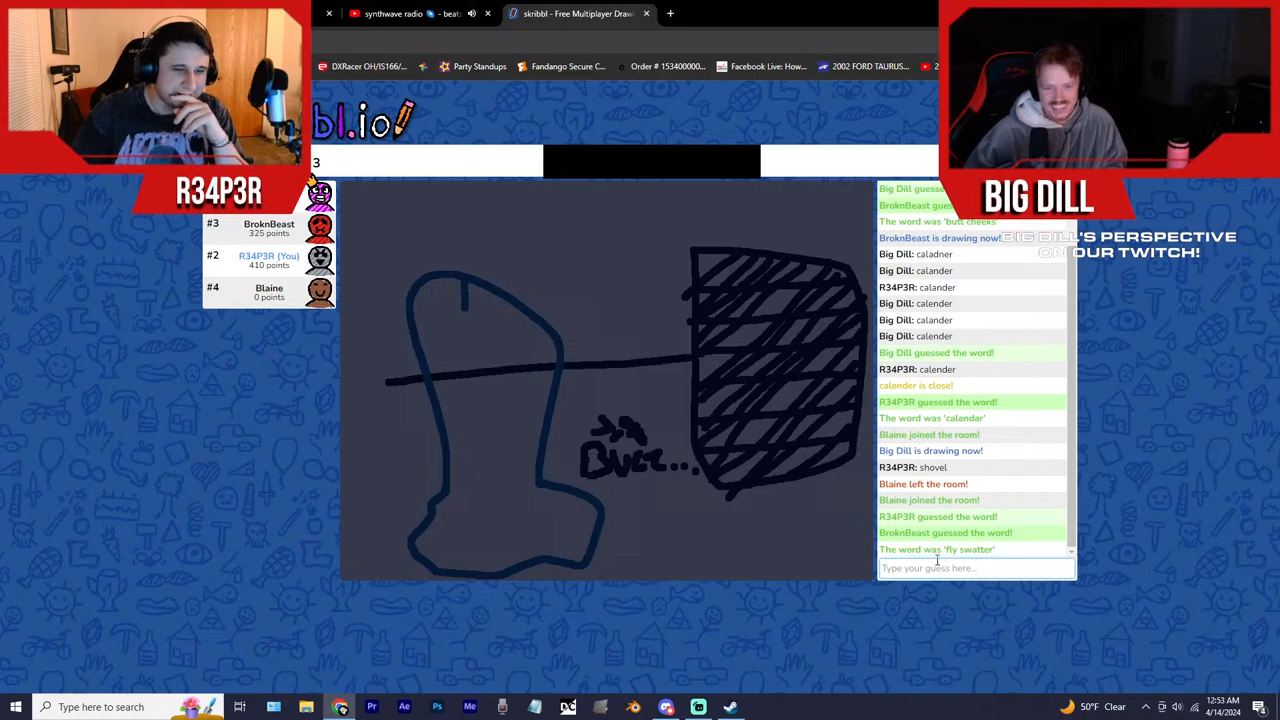 synthwave radio - beats
skribbl - Free Multiplayer Draw
DXRacer OH/IS166/...
Party Standups
Fandango Secure C...
Order # 153400000...
Facebook Live: How...
2002 FORD TAURUS...
bl.io
3
R34P3R
BIG DILL
BIG DILL'S PERSPECTIVE
ON OUR TWITCH!
#3 BroknBeast
325 points
#2 R34P3R (You)
410 points
#4 Blaine
0 points
Buzz....
Big Dill guesse
BroknBeast gues
The word was 'butt cheeks'
BroknBeast is drawing now!
Big Dill: caladner
Big Dill: calander
R34P3R: calander
Big Dill: calender
Big Dill: calander
Big Dill: calender
Big Dill guessed the word!
R34P3R: calender
calender is close!
R34P3R guessed the word!
The word was 'calendar'
Blaine joined the room!
Big Dill is drawing now!
R34P3R: shovel
Blaine left the room!
Blaine joined the room!
R34P3R guessed the word!
BroknBeast guessed the word!
The word was 'fly swatter'
Type your guess here...
Type here to search
50°F Clear
12:53 AM
4/14/2024